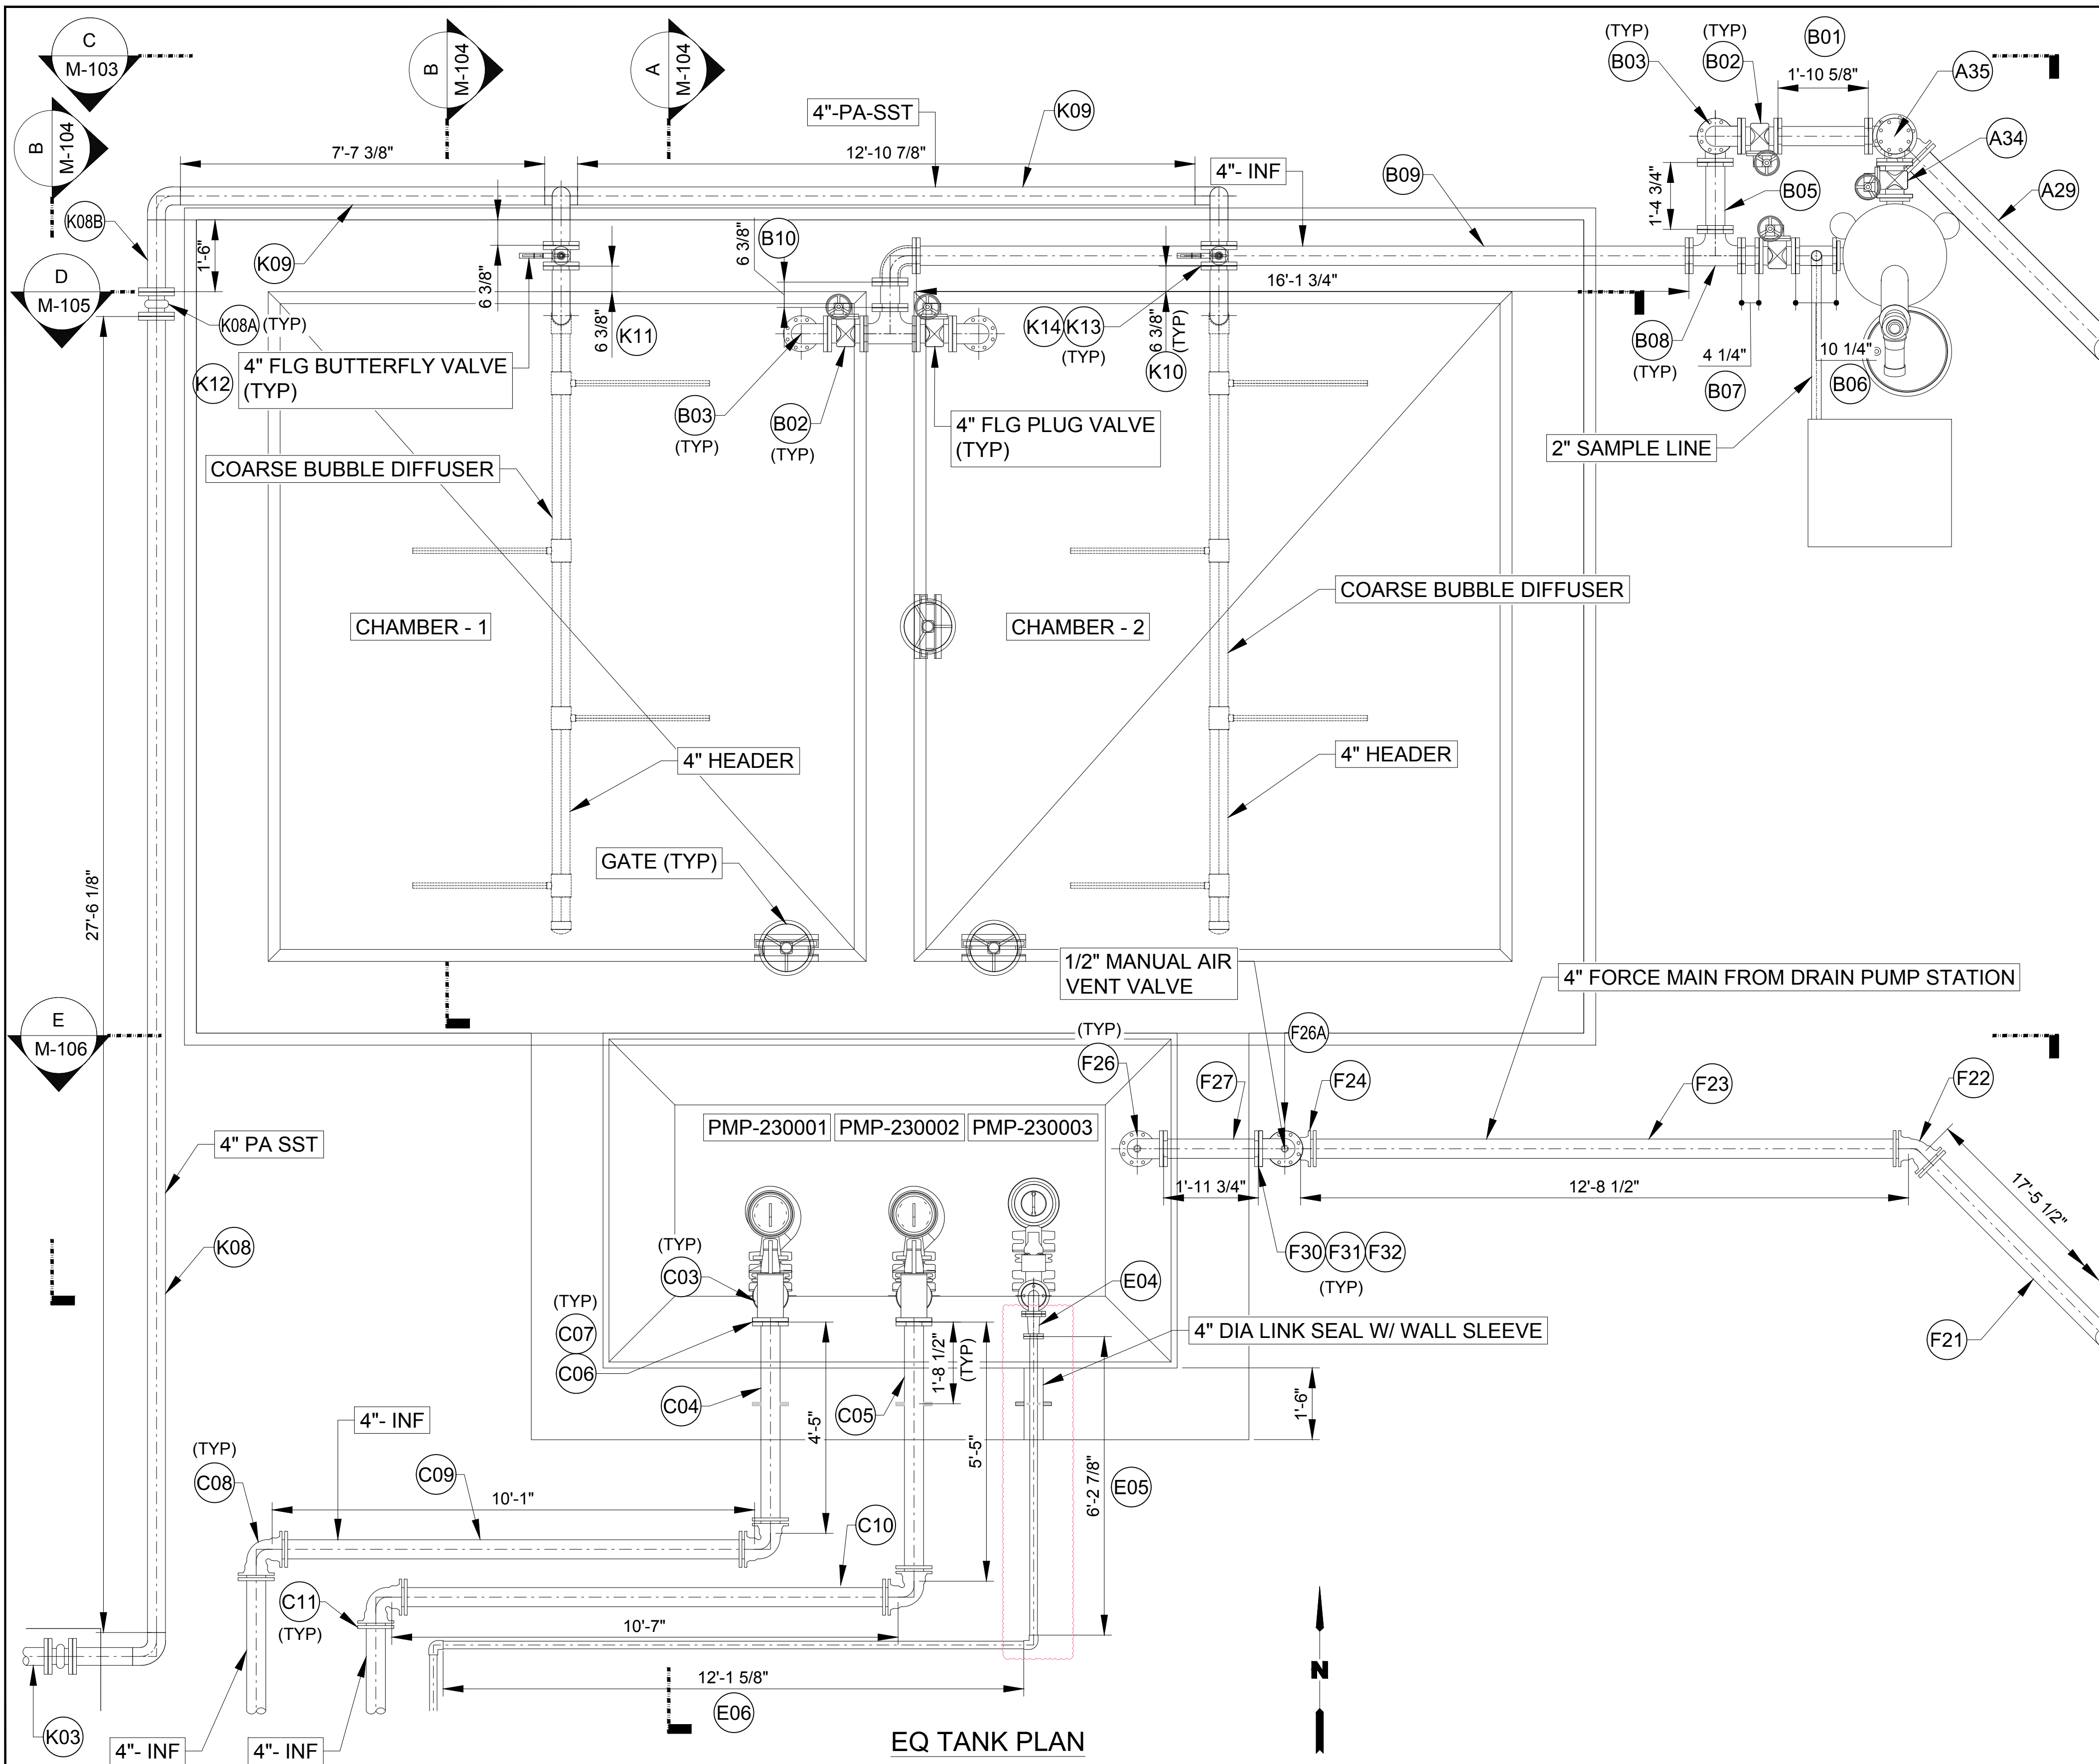 C
M-103
B
M-104
A
M-104
B
M-104
D
M-105
E
M-106
(TYP)
B03
(TYP)
B02
B01
1'-10 5/8"
A35
A34
A29
4"-PA-SST
K09
7'-7 3/8"
12'-10 7/8"
4"- INF
B09
1'-4 3/4"
B05
K08B
1'-6"
K09
6 3/8"
6 3/8"
B10
16'-1 3/4"
K08A
(TYP)
6 3/8"
K11
K14
K13
(TYP)
6 3/8"
(TYP)
K10
B08
(TYP)
4 1/4"
B07
10 1/4"
B06
K12
4" FLG BUTTERFLY VALVE
(TYP)
B03
(TYP)
B02
(TYP)
4" FLG PLUG VALVE
(TYP)
2" SAMPLE LINE
COARSE BUBBLE DIFFUSER
COARSE BUBBLE DIFFUSER
CHAMBER - 1
CHAMBER - 2
4" HEADER
4" HEADER
GATE (TYP)
27'-6 1/8"
1/2" MANUAL AIR
VENT VALVE
4" FORCE MAIN FROM DRAIN PUMP STATION
(TYP)
F26
F26A
F27
F24
F23
F22
PMP-230001
PMP-230002
PMP-230003
4" PA SST
1'-11 3/4"
12'-8 1/2"
17'-5 1/2"
K08
(TYP)
C03
F30
F31
F32
(TYP)
E04
(TYP)
C07
C06
4" DIA LINK SEAL W/ WALL SLEEVE
F21
1'-8 1/2"
(TYP)
C04
C05
4'-5"
5'-5"
1'-6"
4"- INF
(TYP)
C08
C09
10'-1"
6'-2 7/8"
E05
C10
C11
(TYP)
10'-7"
12'-1 5/8"
E06
K03
4"- INF
4"- INF
N
EQ TANK PLAN